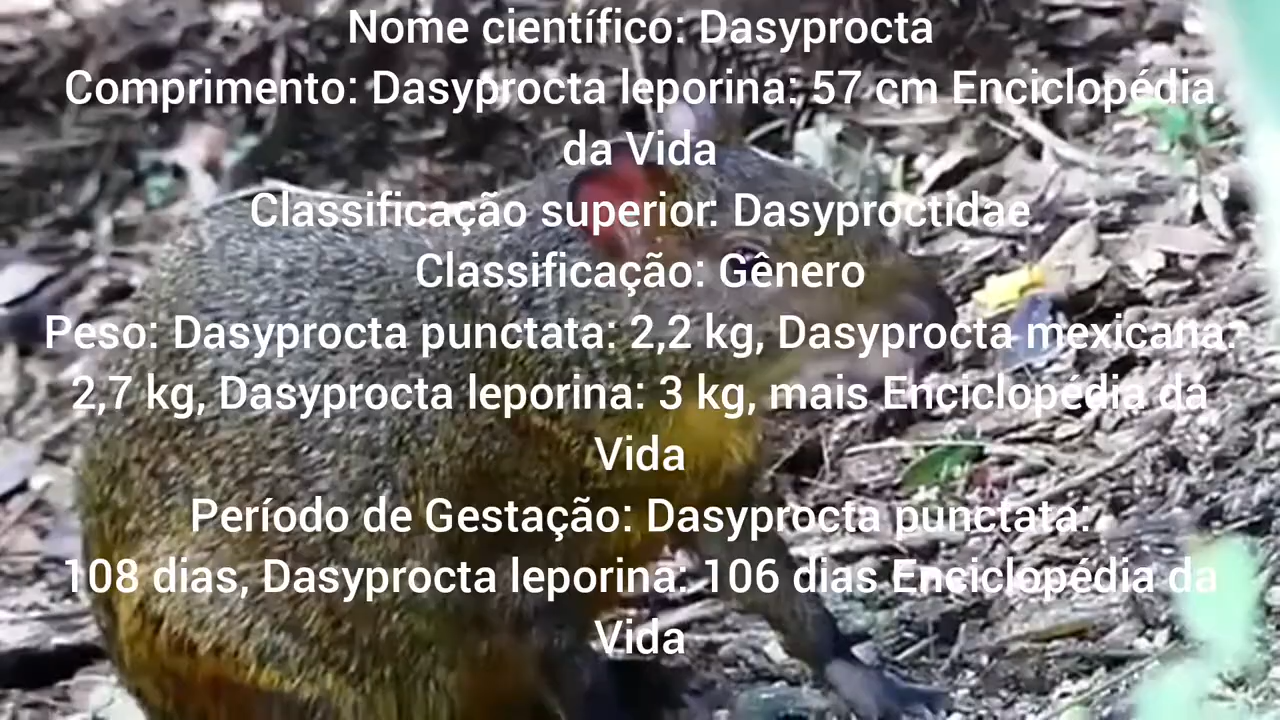 Nome científico: Dasyprocta
Comprimento: Dasyprocta leporina: 57 cm Enciclopédia
da Vida
Classificação superior: Dasyproctidae
Classificação: Gênero
Peso: Dasyprocta punctata: 2,2 kg, Dasyprocta mexicana:
2,7 kg, Dasyprocta leporina: 3 kg, mais Enciclopédia da
Vida
Período de Gestação: Dasyprocta punctata:
108 dias, Dasyprocta leporina: 106 dias Enciclopédia da
Vida